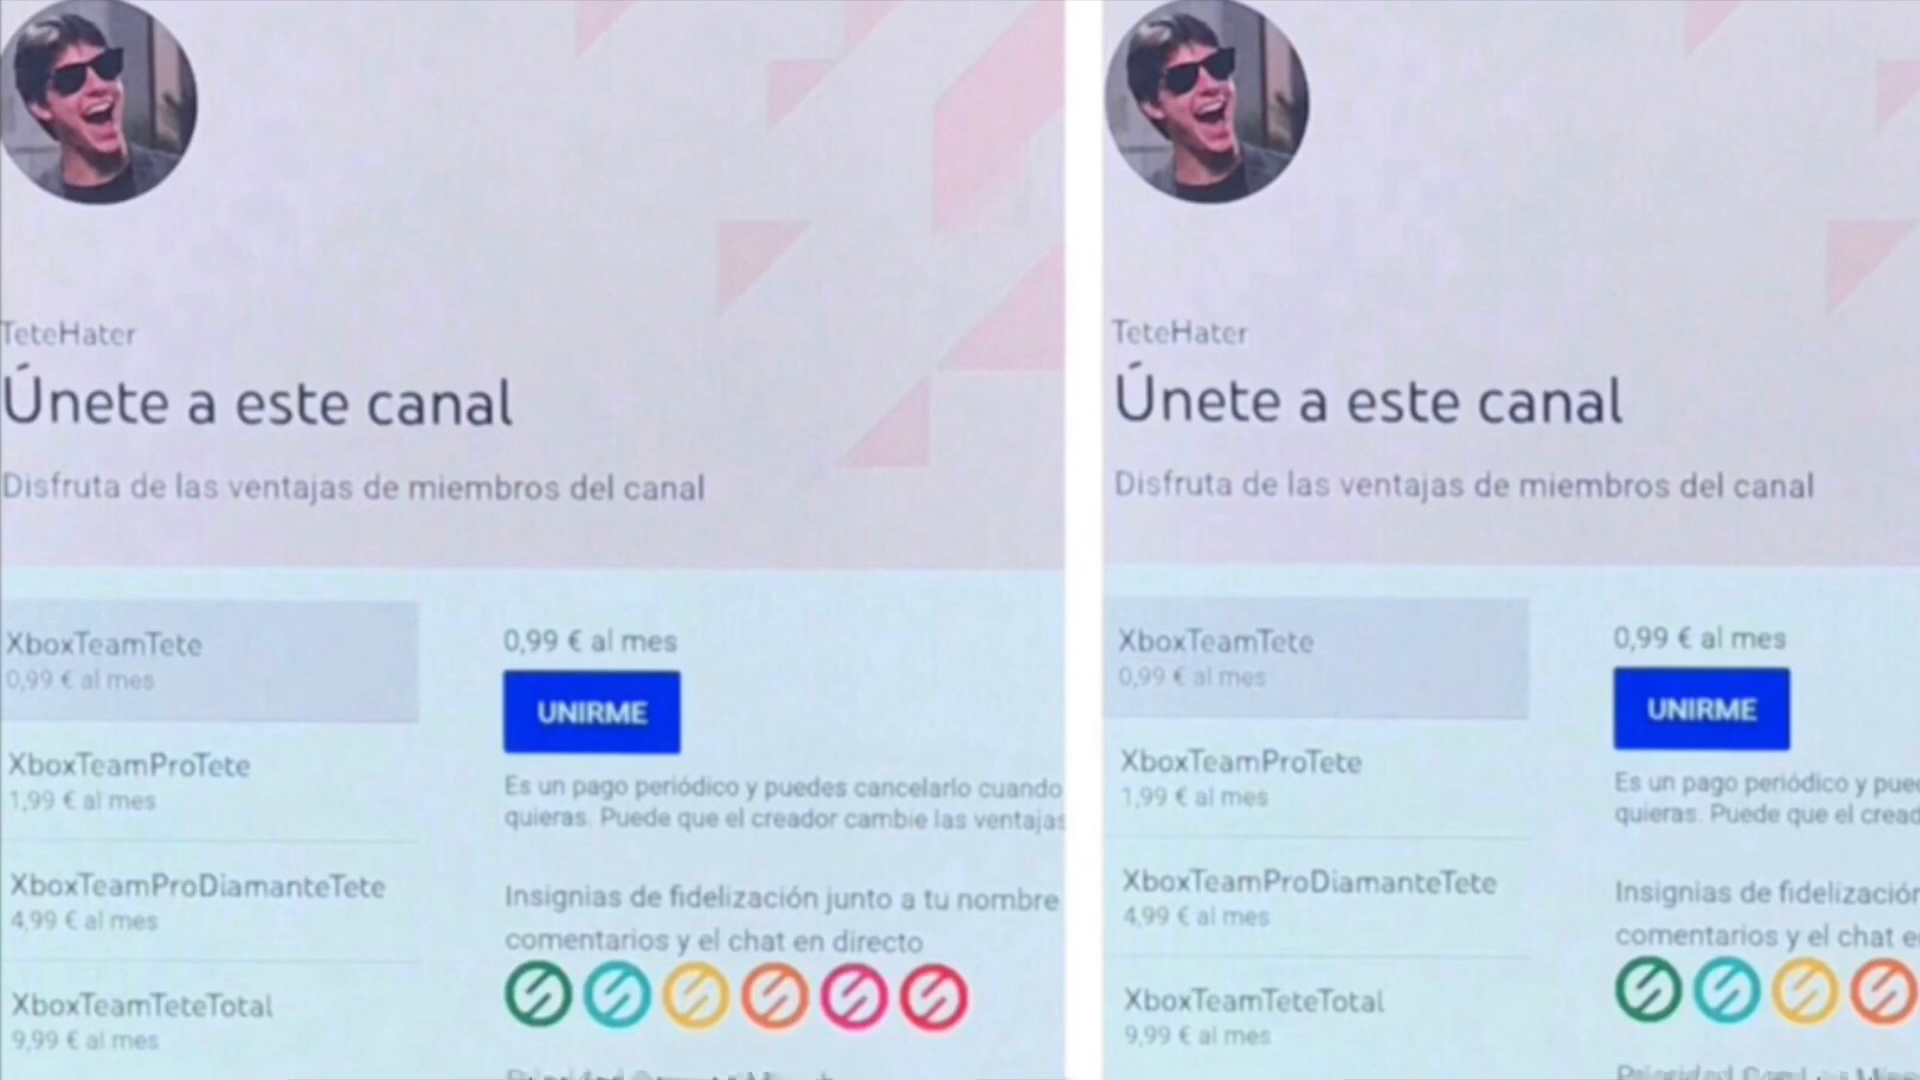 TeteHater
Únete a este canal
Disfruta de las ventajas de miembros del canal
XboxTeamTete
0,99 € al mes
XboxTeamProTete
1,99 € al mes
XboxTeamProDiamanteTete
4,99 € al mes
XboxTeamTeteTotal
9,99 € al mes
0,99 € al mes
UNIRME
Es un pago periódico y puedes cancelarlo cuando
quieras. Puede que el creador cambie las ventajas
Insignias de fidelización junto a tu nombre
comentarios y el chat en directo
TeteHater
Únete a este canal
Disfruta de las ventajas de miembros del canal
XboxTeamTete
0,99 € al mes
XboxTeamProTete
1,99 € al mes
XboxTeamProDiamanteTete
4,99 € al mes
XboxTeamTeteTotal
9,99 € al mes
0,99 € al mes
UNIRME
Es un pago periódico y pued
quieras. Puede que el cread
Insignias de fidelización
comentarios y el chat e